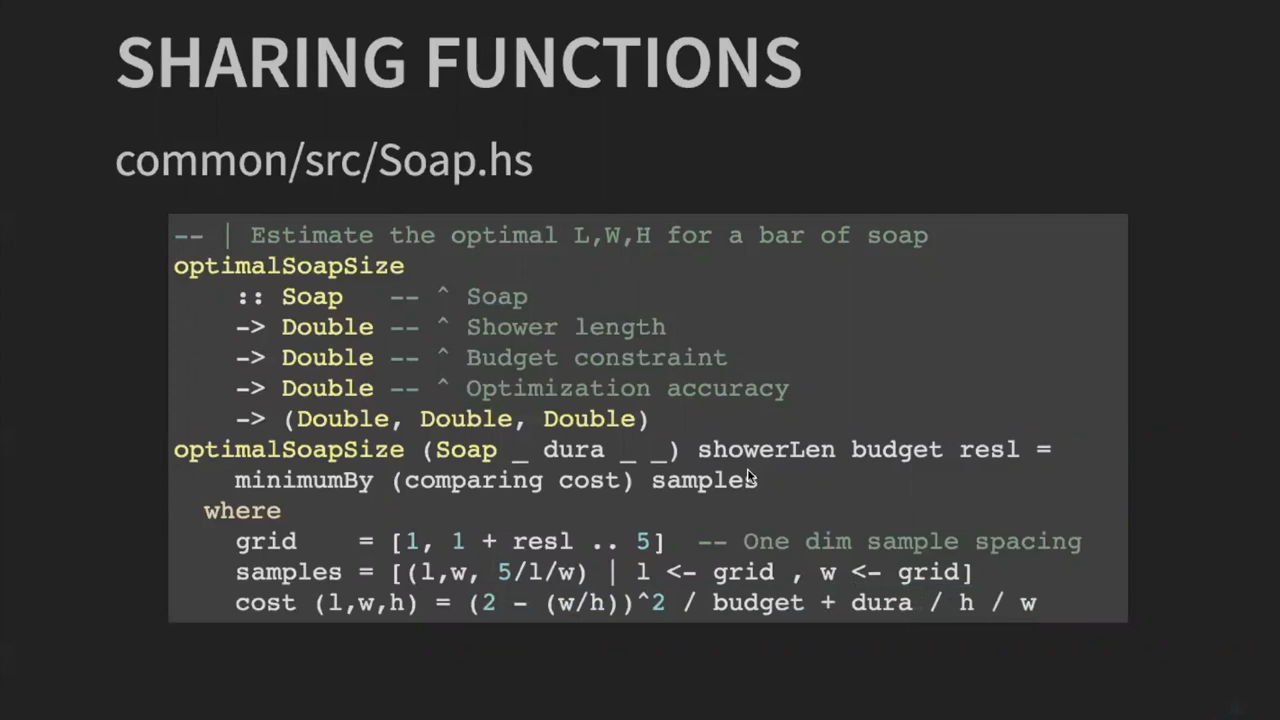 SHARING FUNCTIONS
common/src/Soap.hs
-- | Estimate the optimal L,W,H for a bar of soap
optimalSoapSize
    :: Soap   -- ^ Soap
    -> Double -- ^ Shower length
    -> Double -- ^ Budget constraint
    -> Double -- ^ Optimization accuracy
    -> (Double, Double, Double)
optimalSoapSize (Soap _ dura _ _) showerLen budget resl =
    minimumBy (comparing cost) samples
  where
    grid    = [1, 1 + resl .. 5]  -- One dim sample spacing
    samples = [(l,w, 5/l/w) | l <- grid , w <- grid]
    cost (l,w,h) = (2 - (w/h))^2 / budget + dura / h / w